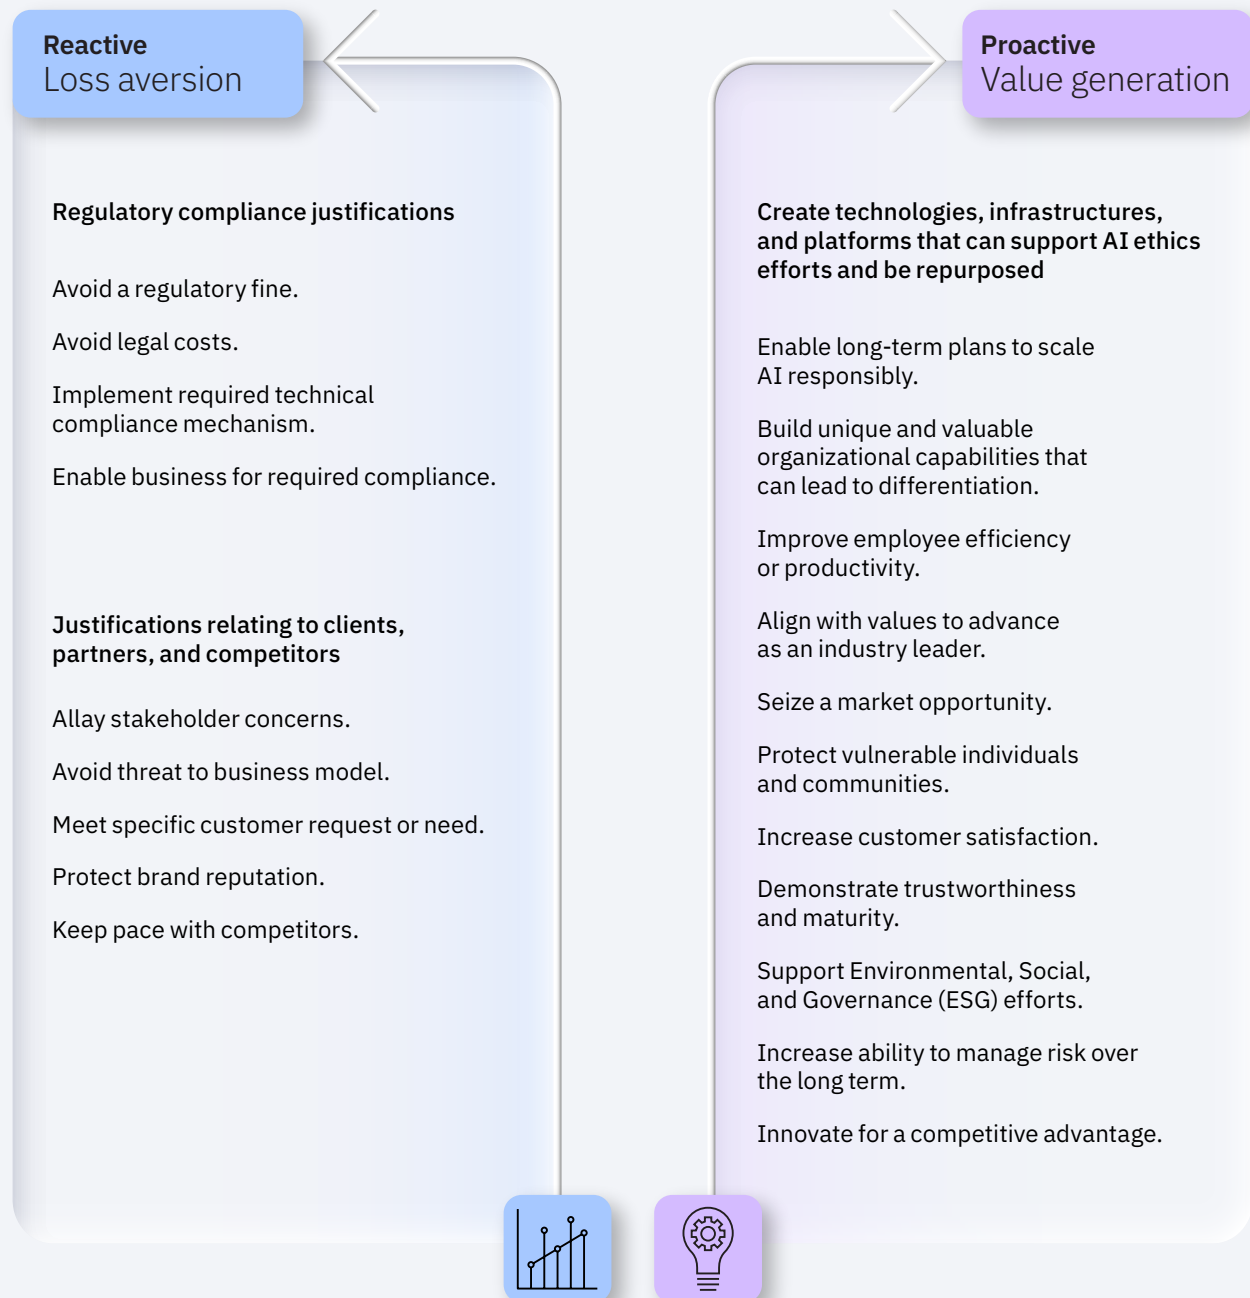 Reactive
Loss aversion
Regulatory compliance justifications
Avoid a regulatory fine.
Avoid legal costs.
Implement required technical
compliance mechanism.
Enable business for required compliance.
Justifications relating to clients,
partners, and competitors
Allay stakeholder concerns.
Avoid threat to business model.
Meet specific customer request or need.
Protect brand reputation.
Keep pace with competitors.
Proactive
Value generation
Create technologies, infrastructures,
and platforms that can support AI ethics
efforts and be repurposed
Enable long-term plans to scale
AI responsibly.
Build unique and valuable
organizational capabilities that
can lead to differentiation.
Improve employee efficiency
or productivity.
Align with values to advance
as an industry leader.
Seize a market opportunity.
Protect vulnerable individuals
and communities.
Increase customer satisfaction.
Demonstrate trustworthiness
and maturity.
Support Environmental, Social,
and Governance (ESG) efforts.
Increase ability to manage risk over
the long term.
Innovate for a competitive advantage.